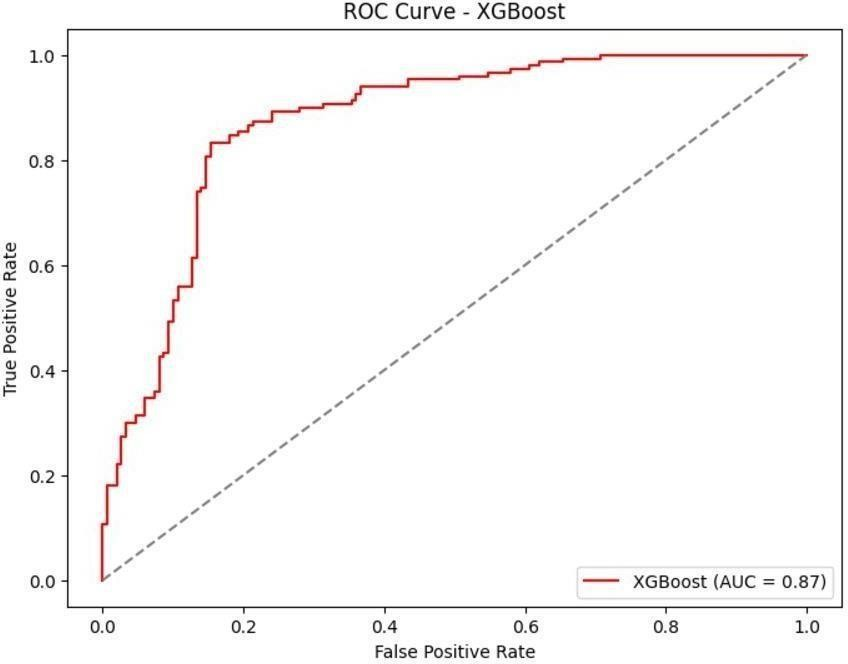 ROC Curve - XGBoost
True Positive Rate
1.0
0.8
0.6
0.4
0.2
0.0
XGBoost (AUC = 0.87)
0.0 0.2 0.4 0.6 0.8 1.0
False Positive Rate